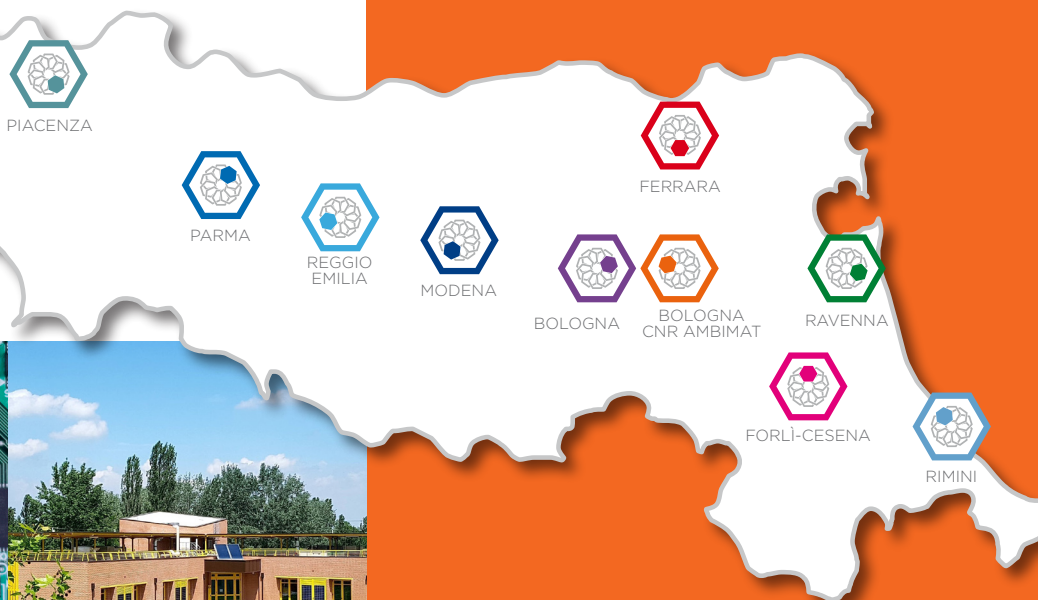 PIACENZA
PARMA
REGGIO
EMILIA
MODENA
FERRARA
BOLOGNA
BOLOGNA
CNR AMBIMAT
RAVENNA
FORLÌ-CESENA
RIMINI